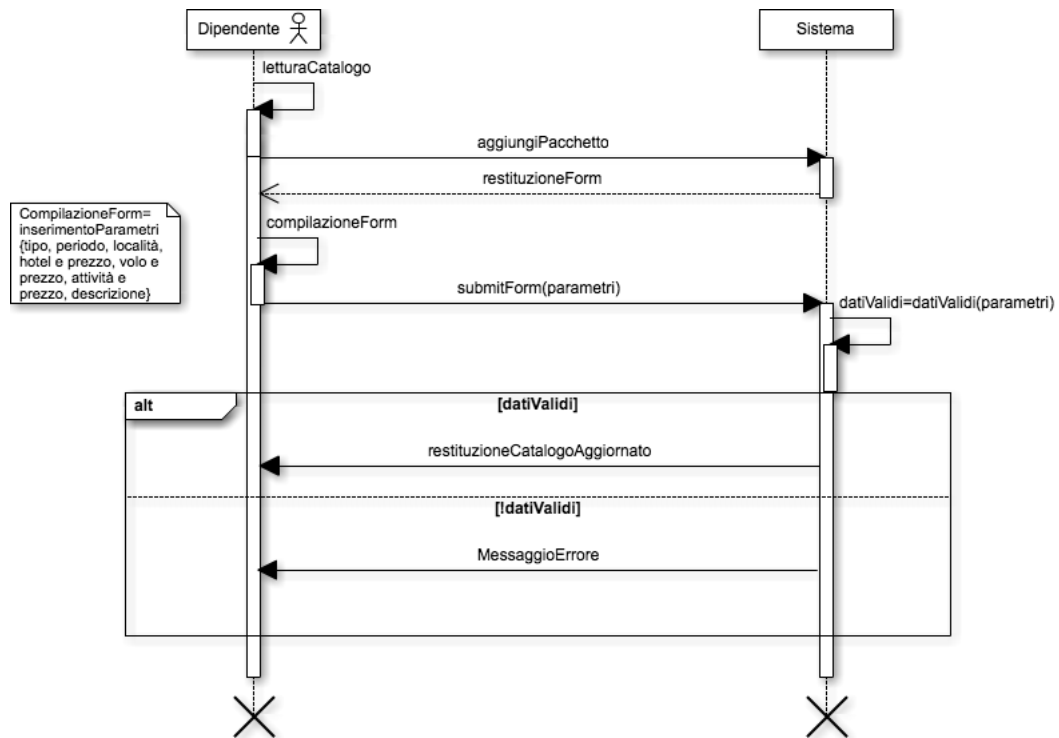 Dipendente
Sistema
letturaCatalogo
aggiungiPacchetto
restituzioneForm
CompilazioneForm=
inserimentoParametri
{tipo, periodo, località,
hotel e prezzo, volo e
prezzo, attività e
prezzo, descrizione}
compilazioneForm
submitForm(parametri)
datiValidi=datiValidi(parametri)
alt
[datiValidi]
restituzioneCatalogoAggiornato
[!datiValidi]
MessaggioErrore